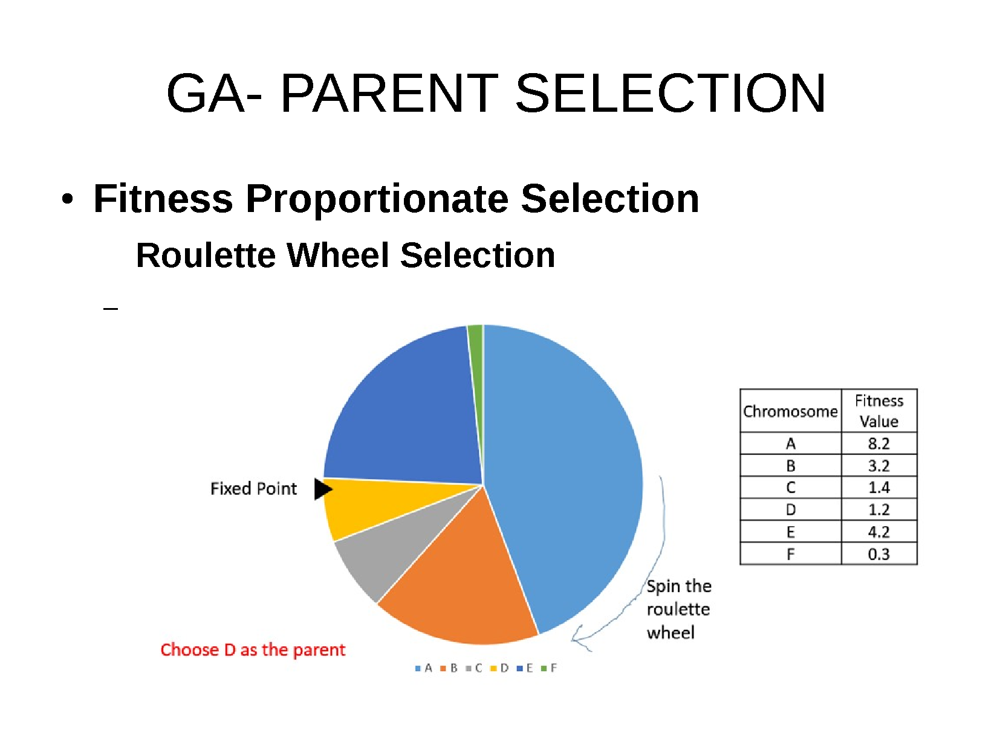 GA- PARENT SELECTION
• Fitness Proportionate Selection
Roulette Wheel Selection
–
Fixed Point
Chromosome Fitness Value
A 8.2
B 3.2
C 1.4
D 1.2
E 4.2
F 0.3
Spin the
roulette
wheel
Choose D as the parent
A B C D E F